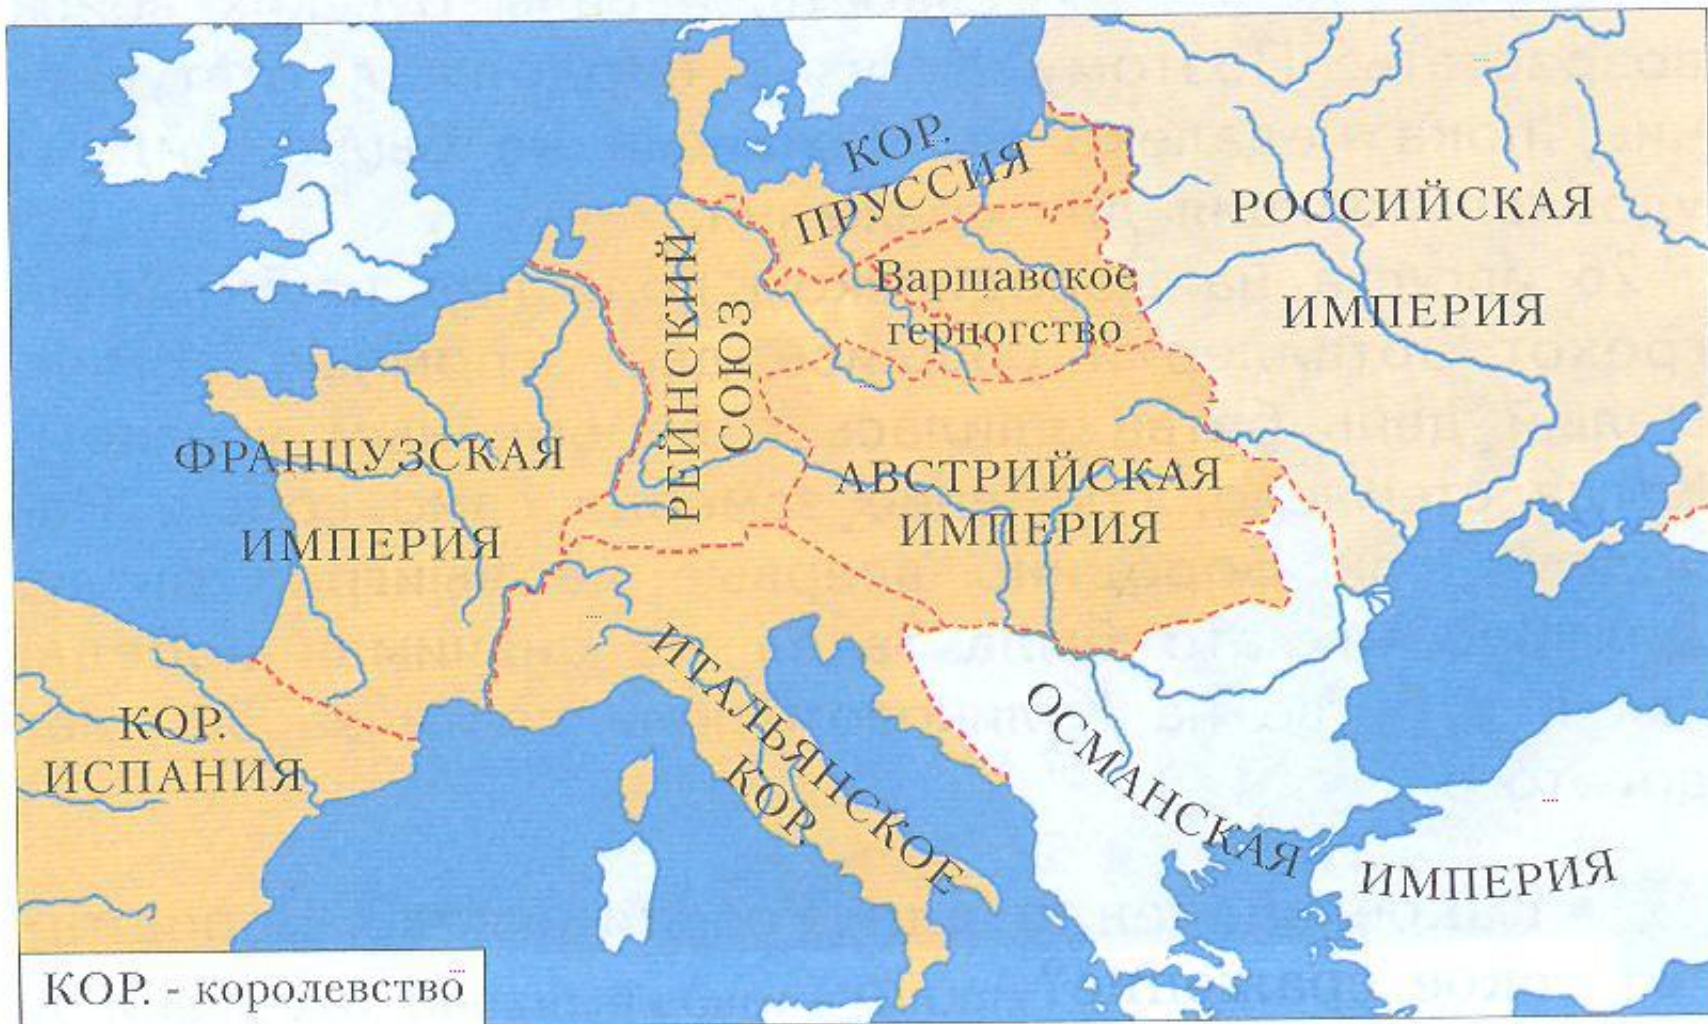 КОР.
ПРУССИЯ
РОССИЙСКАЯ
ИМПЕРИЯ
Варшавское
герцогство
РЕЙНСКИЙ
СОЮЗ
ФРАНЦУЗСКАЯ
ИМПЕРИЯ
АВСТРИЙСКАЯ
ИМПЕРИЯ
КОР.
ИСПАНИЯ
ИТАЛЬЯНСКОЕ
КОР.
ОСМАНСКАЯ
ИМПЕРИЯ
КОР. - королевство